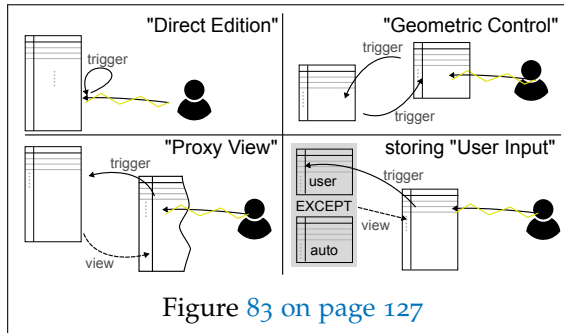 "Direct Edition"
trigger
"Geometric Control"
trigger
trigger
"Proxy View"
trigger
view
storing "User Input"
trigger
user
EXCEPT
view
auto
Figure 83 on page 127